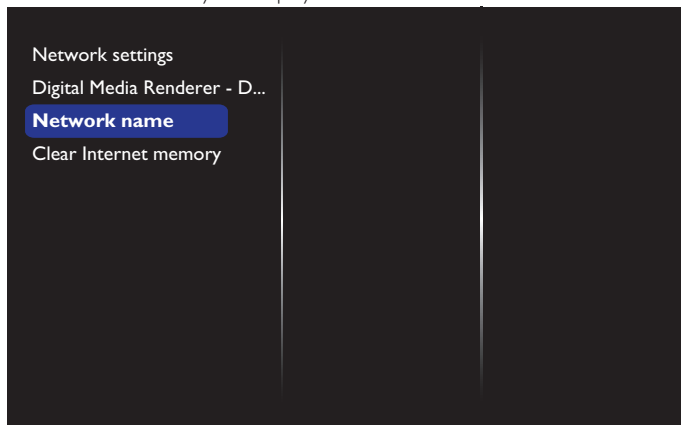 Network settings
Digital Media Renderer - D...
Network name
Clear Internet memory